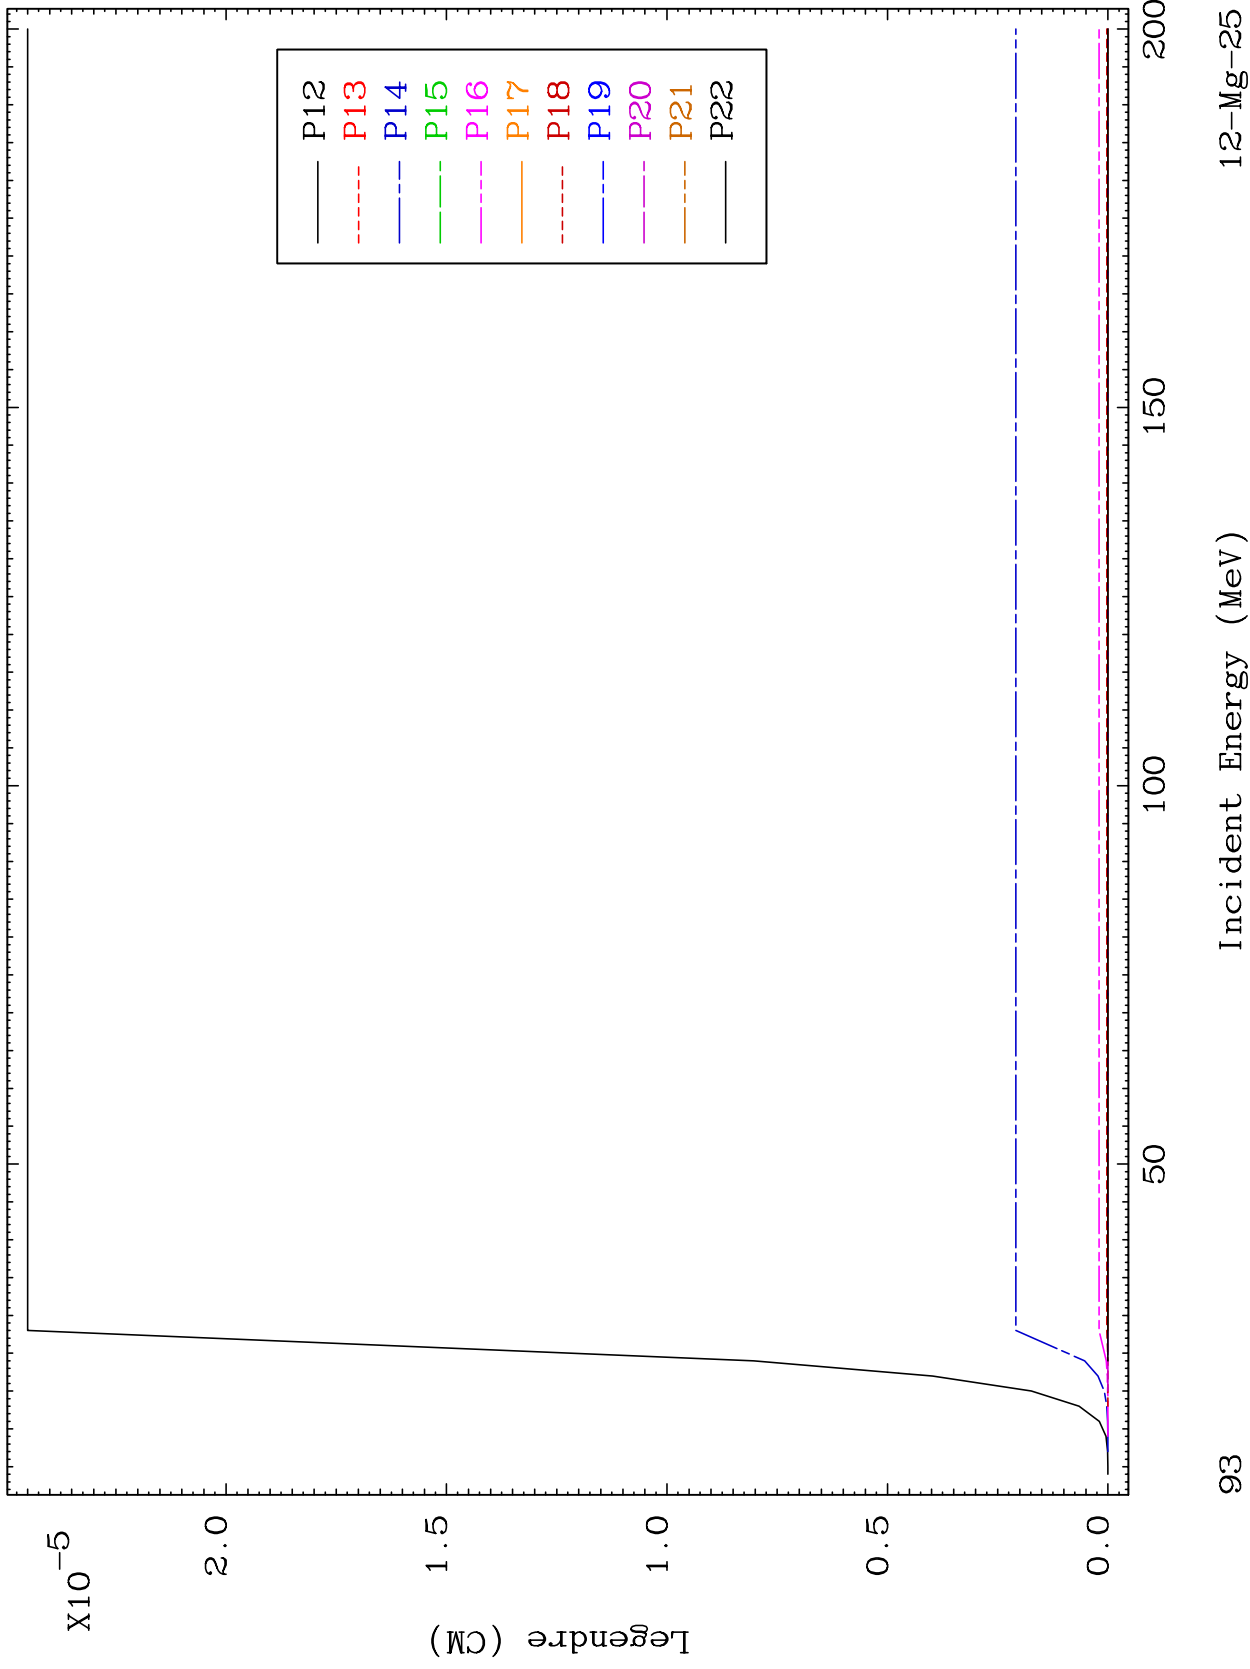 X10-5
2.0
1.5
1.0
0.5
0.0
Legendre (CM)
P12
P13
P14
P15
P16
P17
P18
P19
P20
P21
P22
50
100
150
200
Incident Energy (MeV)
93
12-Mg-25